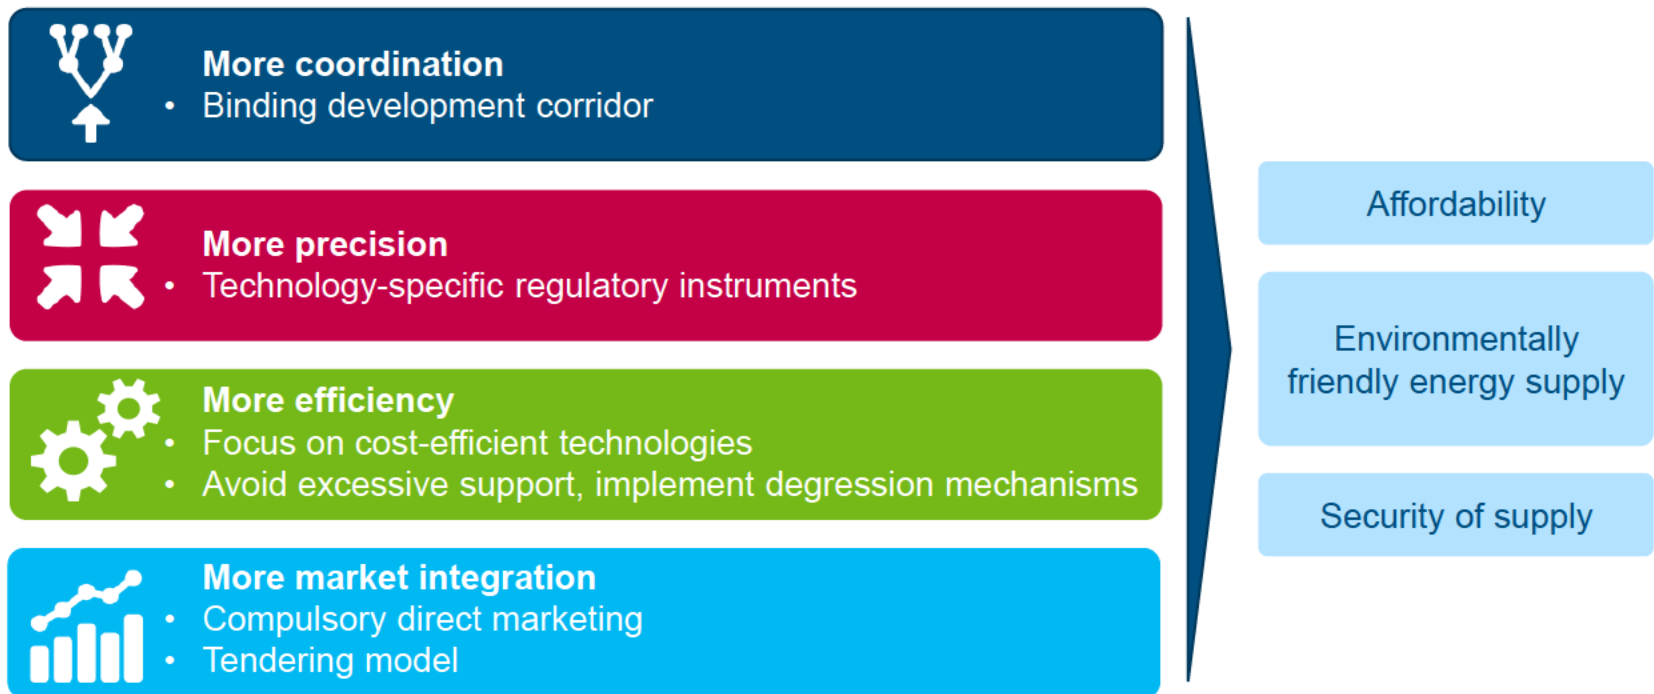 More coordination
• Binding development corridor
More precision
• Technology-specific regulatory instruments
More efficiency
• Focus on cost-efficient technologies
• Avoid excessive support, implement degression mechanisms
More market integration
• Compulsory direct marketing
• Tendering model
Affordability
Environmentally
friendly energy supply
Security of supply